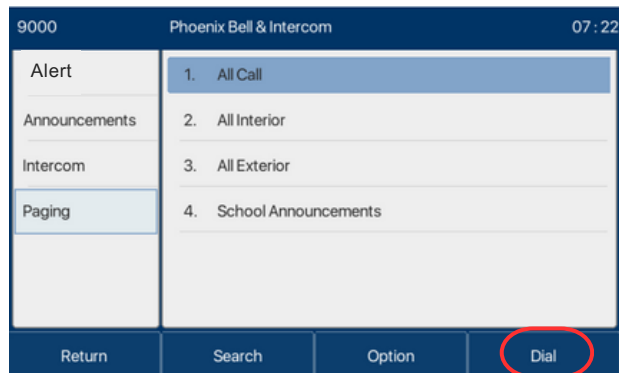 9000 Phoenix Bell & Intercom 07:22
Alert
Announcements
Intercom
Paging
1. All Call
2. All Interior
3. All Exterior
4. School Announcements
Return Search Option Dial